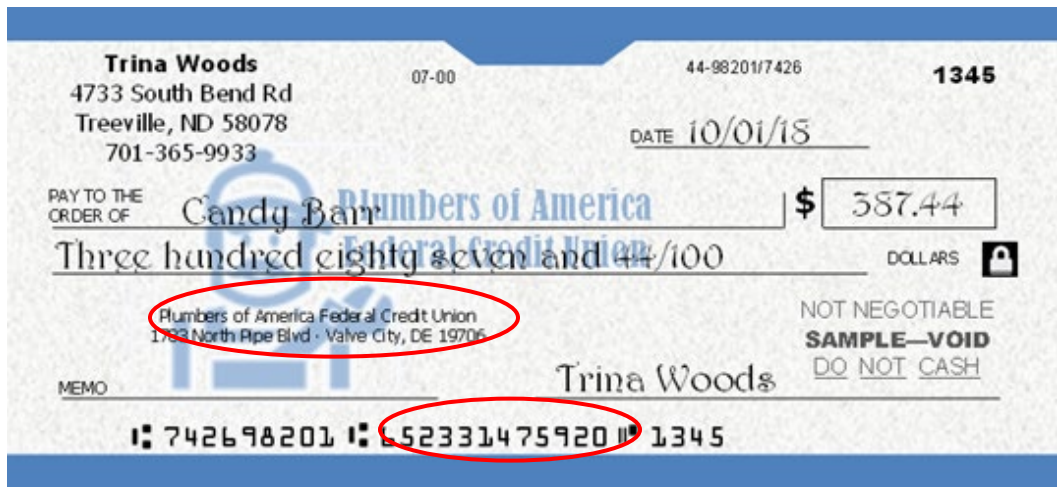 Trina Woods
4733 South Bend Rd
Treeville, ND 58078
701-365-9933
07-00
44-98201/7426
1345
DATE 10/01/18
PAY TO THE
ORDER OF Candy Barr
$ 387.44
Plumbers of America
Federal Credit Union
Three hundred eighty seven and 44/100 DOLLARS
Plumbers of America Federal Credit Union
1793 North Pipe Blvd · Valve City, DE 19706
NOT NEGOTIABLE
SAMPLE—VOID
DO NOT CASH
MEMO
Trina Woods
⑆742698201⑆ 52331475920⑈ 1345